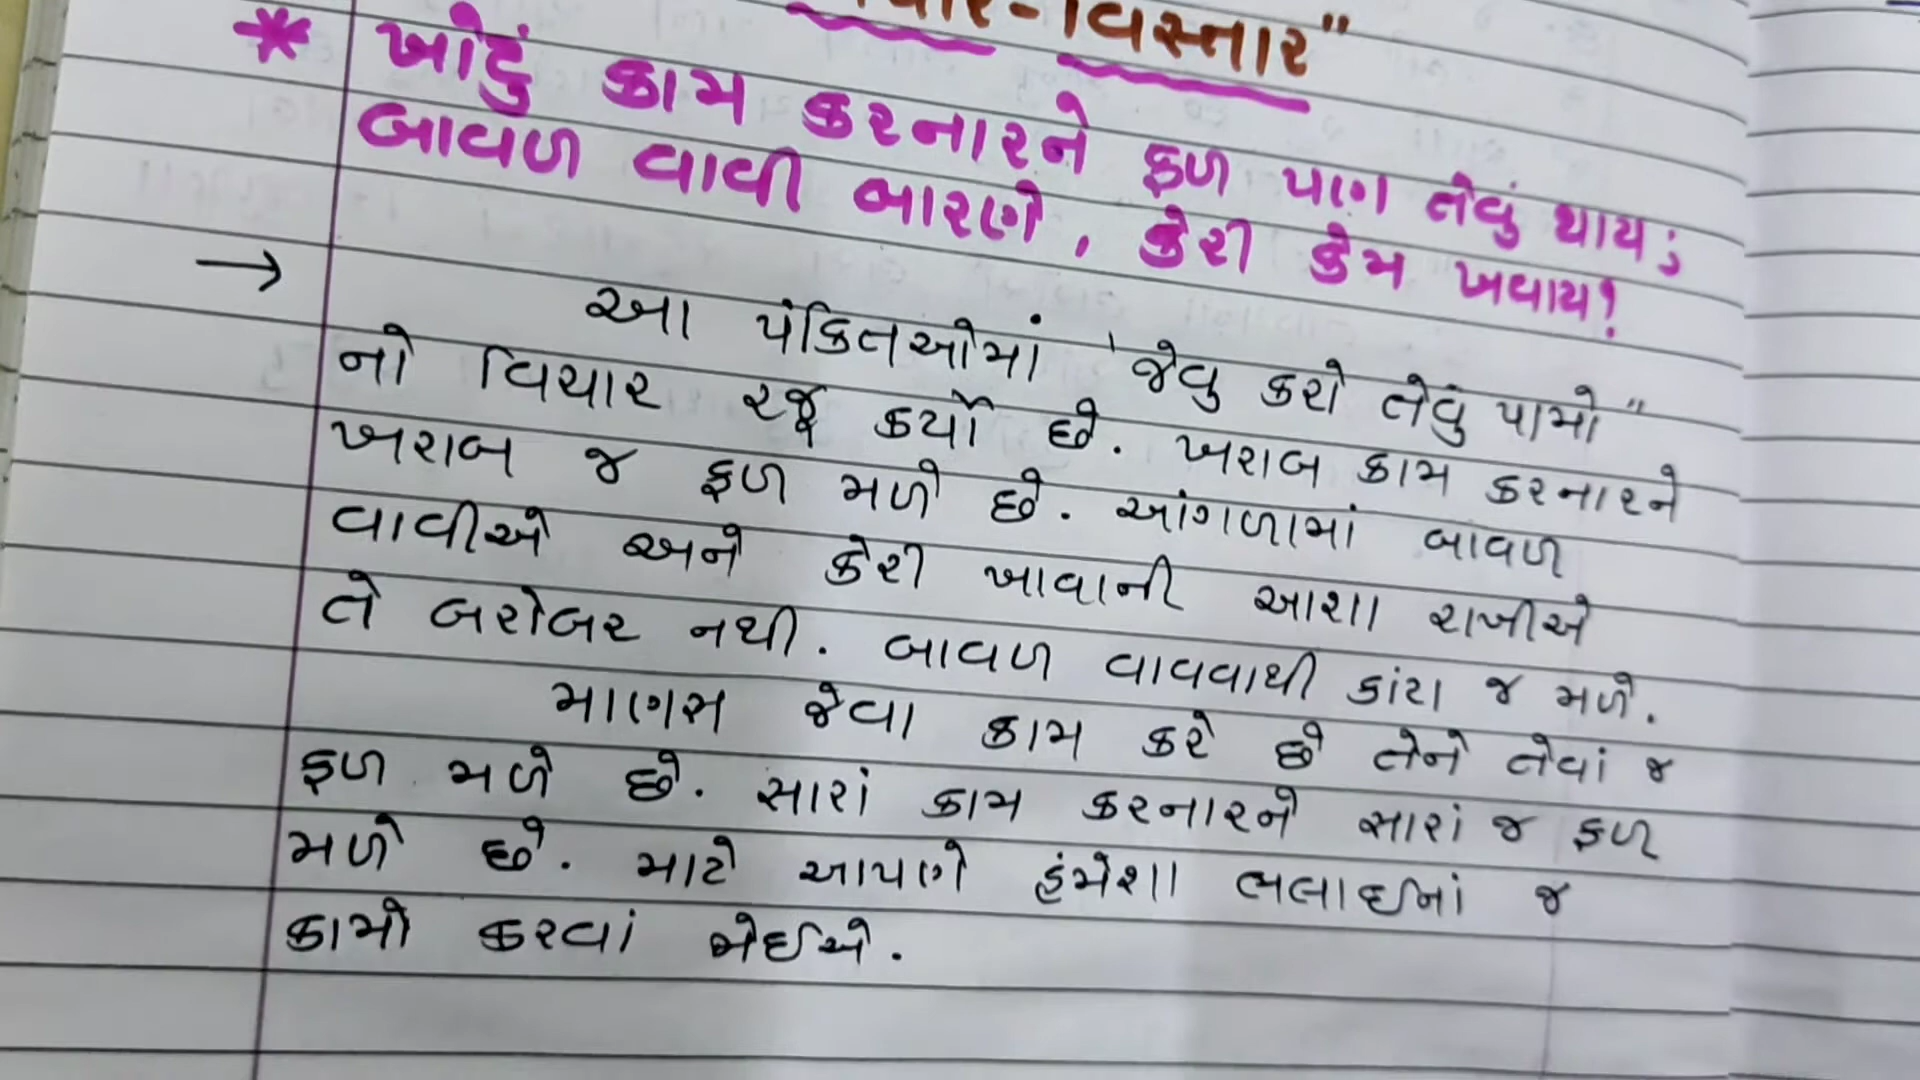 વિસ્તાર"
* ખોટું કામ કરનારને ફળ પણ તેવું થાય;
બાવળ વાવી બારણે, કેરી કેમ ખવાય?
→ આ પંકિતઓમાં 'જેવુ કરો તેવું પામો"
નો વિચાર રજૂ કર્યો છે. ખરાબ કામ કરનારને
ખરાબ જ ફળ મળે છે. આંગળામાં બાવળ
વાવીએ અને કેરી ખાવાની આશા રાખીએ
તે બરોબર નથી. બાવળ વાવવાથી કાંટા જ મળે.
માણસ જેવા કામ કરે છે તેને તેવાં જ
ફળ મળે છે. સારાં કામ કરનારને સારાં જ ફળ
મળે છે. માટે આપણે હંમેશા ભલાઈનાં જ
કામો કરવાં જોઈએ.